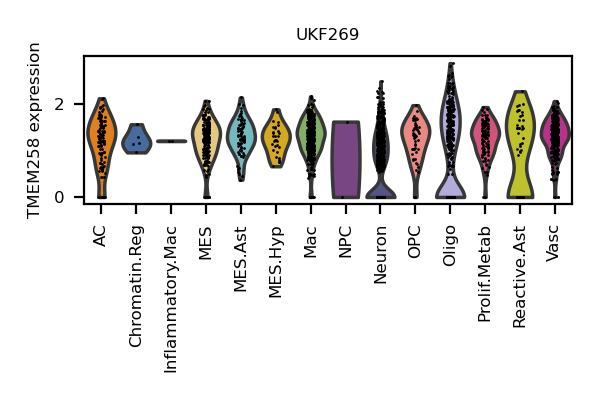 UKF269
TMEM258 expression
2
0
AC
Chromatin.Reg
Inflammatory.Mac
MES
MES.Ast
MES.Hyp
Mac
NPC
Neuron
OPC
Oligo
Prolif.Metab
Reactive.Ast
Vasc